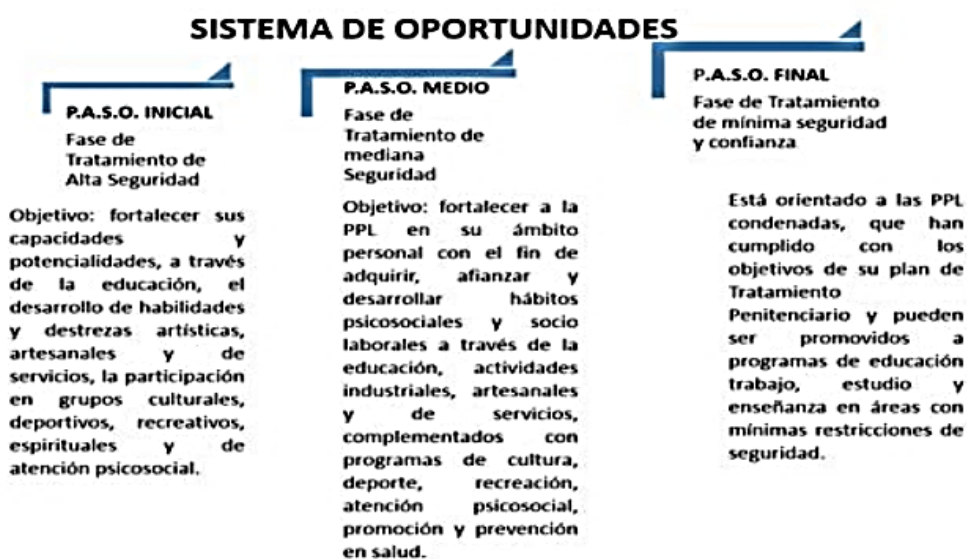 SISTEMA DE OPORTUNIDADES
P.A.S.O. INICIAL
Fase de
Tratamiento de
Alta Seguridad
Objetivo: fortalecer sus
capacidades y
potencialidades, a través
de la educación, el
desarrollo de habilidades
y destrezas artísticas,
artesanales y de
servicios, la participación
en grupos culturales,
deportivos, recreativos,
espirituales y de
atención psicosocial.
P.A.S.O. MEDIO
Fase de
Tratamiento de
mediana
Seguridad
Objetivo: fortalecer a la
PPL en su ámbito
personal con el fin de
adquirir, afianzar y
desarrollar hábitos
psicosociales y socio
laborales a través de la
educación, actividades
industriales, artesanales
y de servicios,
complementados con
programas de cultura,
deporte, recreación,
atención psicosocial,
promoción y prevención
en salud.
P.A.S.O. FINAL
Fase de Tratamiento
de mínima seguridad
y confianza
Está orientado a las PPL
condenadas, que han
cumplido con los
objetivos de su plan de
Tratamiento
Penitenciario y pueden
ser promovidos a
programas de educación
trabajo, estudio y
enseñanza en áreas con
mínimas restricciones de
seguridad.